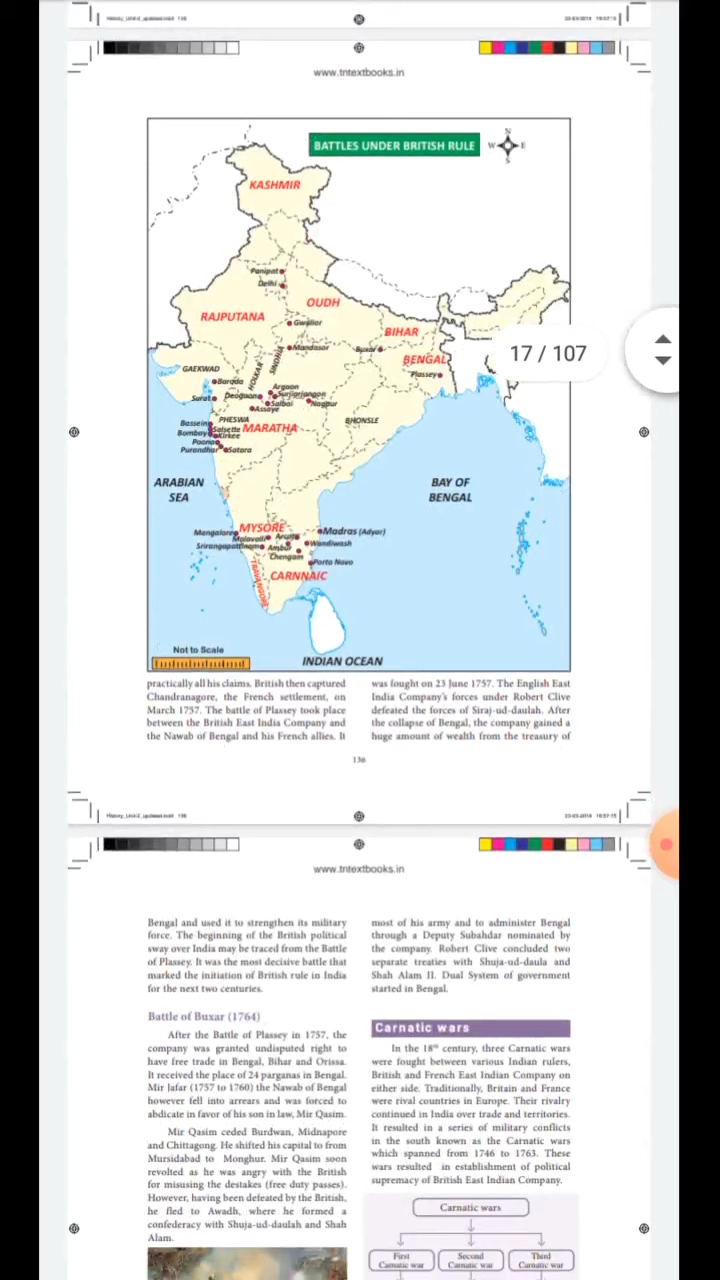 www.tntextbooks.in
BATTLES UNDER BRITISH RULE
N
W
E
S
KASHMIR
Panipat
Delhi
OUDH
RAJPUTANA
Gwalior
BIHAR
Mandasor
Buxar
17 / 107
BENGAL
SINDHIA
HOLKAR
GAEKWAD
Plassey
Baroda
Argaon
Surat
Deogaon
Surjiarjangon
Salbai
Nagpur
Assaye
PHESWA
BHONSLE
Bassein
Salsette
MARATHA
Bombay
Kirkee
Poona
Purandhar
Satara
ARABIAN
SEA
BAY OF
BENGAL
MYSORE
Mangalore
Madras (Adyar)
Malavalli
Wandiwash
Srirangapattinam
Ambur
Chengam
Porto Novo
TRAVANCORE
CARNNAIC
Not to Scale
INDIAN OCEAN
practically all his claims. British then captured
Chandranagore, the French settlement, on
March 1757. The battle of Plassey took place
between the British East India Company and
the Nawab of Bengal and his French allies. It
was fought on 23 June 1757. The English East
India Company's forces under Robert Clive
defeated the forces of Siraj-ud-daulah. After
the collapse of Bengal, the company gained a
huge amount of wealth from the treasury of
136
www.tntextbooks.in
Bengal and used it to strengthen its military
force. The beginning of the British political
sway over India may be traced from the Battle
of Plassey. It was the most decisive battle that
marked the initiation of British rule in India
for the next two centuries.
Battle of Buxar (1764)
After the Battle of Plassey in 1757, the
company was granted undisputed right to
have free trade in Bengal, Bihar and Orissa.
It received the place of 24 parganas in Bengal.
Mir Jafar (1757 to 1760) the Nawab of Bengal
however fell into arrears and was forced to
abdicate in favor of his son in law, Mir Qasim.
Mir Qasim ceded Burdwan, Midnapore
and Chittagong. He shifted his capital to from
Mursidabad to Monghur. Mir Qasim soon
revolted as he was angry with the British
for misusing the destakes (free duty passes).
However, having been defeated by the British,
he fled to Awadh, where he formed a
confederacy with Shuja-ud-daulah and Shah
Alam.
most of his army and to administer Bengal
through a Deputy Subahdar nominated by
the company. Robert Clive concluded two
separate treaties with Shuja-ud-daula and
Shah Alam II. Dual System of government
started in Bengal.
Carnatic wars
In the 18th century, three Carnatic wars
were fought between various Indian rulers,
British and French East Indian Company on
either side. Traditionally, Britain and France
were rival countries in Europe. Their rivalry
continued in India over trade and territories.
It resulted in a series of military conflicts
in the south known as the Carnatic wars
which spanned from 1746 to 1763. These
wars resulted in establishment of political
supremacy of British East Indian Company.
Carnatic wars
First
Carnatic war
Second
Carnatic war
Third
Carnatic war